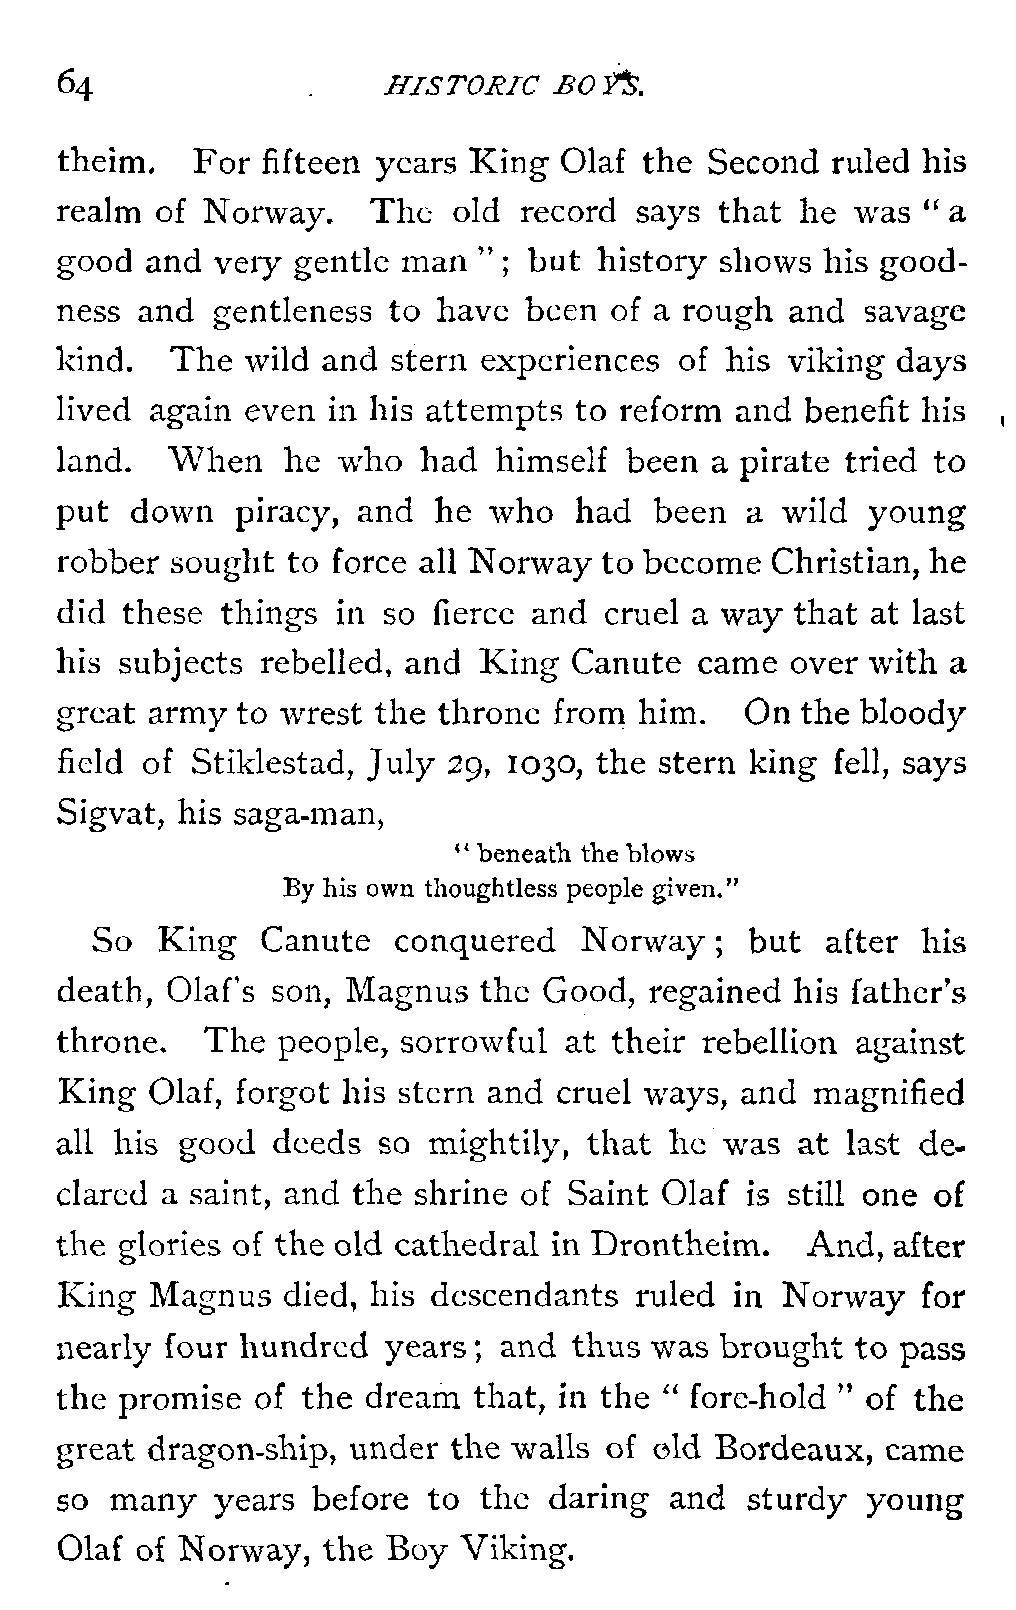 64 HISTORIC BOYS.
theim. For fifteen years King Olaf the Second ruled his
realm of Norway. The old record says that he was " a
good and very gentle man "; but history shows his good-
ness and gentleness to have been of a rough and savage
kind. The wild and stern experiences of his viking days
lived again even in his attempts to reform and benefit his
land. When he who had himself been a pirate tried to
put down piracy, and he who had been a wild young
robber sought to force all Norway to become Christian, he
did these things in so fierce and cruel a way that at last
his subjects rebelled, and King Canute came over with a
great army to wrest the throne from him. On the bloody
field of Stiklestad, July 29, 1030, the stern king fell, says
Sigvat, his saga-man,
" beneath the blows
By his own thoughtless people given."
So King Canute conquered Norway; but after his
death, Olaf's son, Magnus the Good, regained his father's
throne. The people, sorrowful at their rebellion against
King Olaf, forgot his stern and cruel ways, and magnified
all his good deeds so mightily, that he was at last de-
clared a saint, and the shrine of Saint Olaf is still one of
the glories of the old cathedral in Drontheim. And, after
King Magnus died, his descendants ruled in Norway for
nearly four hundred years; and thus was brought to pass
the promise of the dream that, in the " fore-hold " of the
great dragon-ship, under the walls of old Bordeaux, came
so many years before to the daring and sturdy young
Olaf of Norway, the Boy Viking.